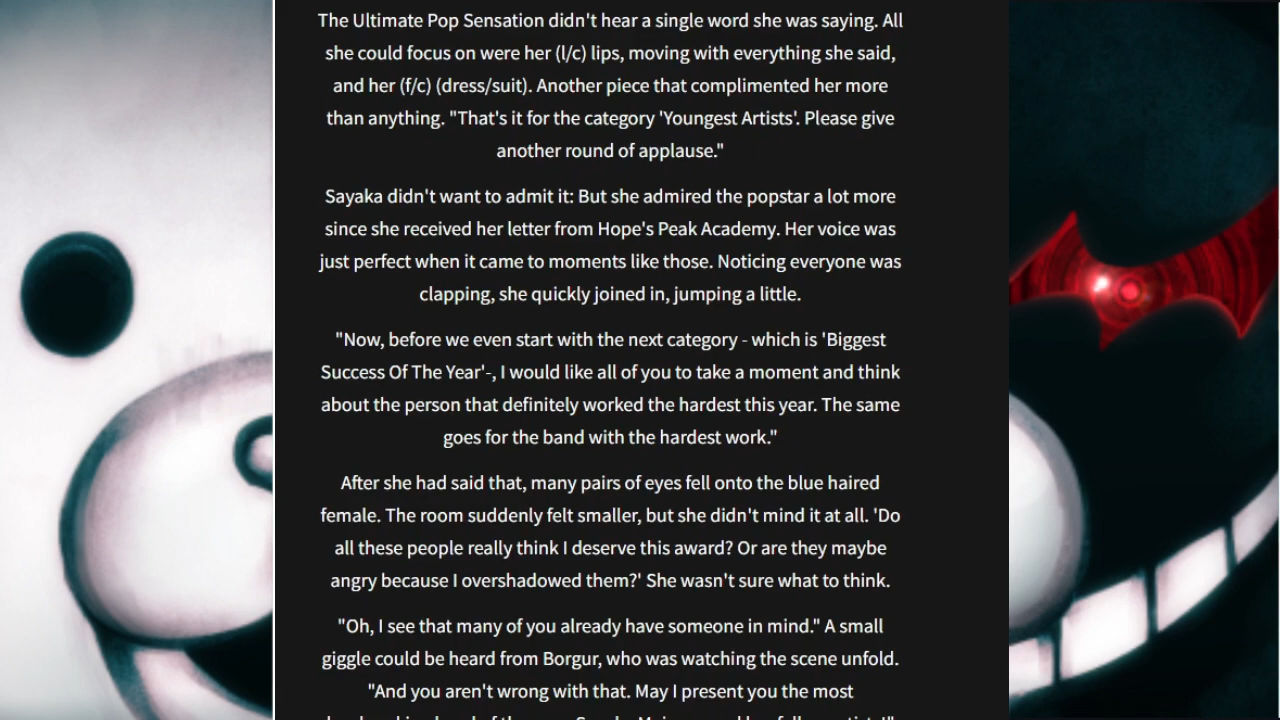 The Ultimate Pop Sensation didn't hear a single word she was saying. All
she could focus on were her (l/c) lips, moving with everything she said,
and her (f/c) (dress/suit). Another piece that complimented her more
than anything. "That's it for the category 'Youngest Artists'. Please give
another round of applause."
Sayaka didn't want to admit it: But she admired the popstar a lot more
since she received her letter from Hope's Peak Academy. Her voice was
just perfect when it came to moments like those. Noticing everyone was
clapping, she quickly joined in, jumping a little.
"Now, before we even start with the next category - which is 'Biggest
Success Of The Year'-, I would like all of you to take a moment and think
about the person that definitely worked the hardest this year. The same
goes for the band with the hardest work."
After she had said that, many pairs of eyes fell onto the blue haired
female. The room suddenly felt smaller, but she didn't mind it at all. 'Do
all these people really think I deserve this award? Or are they maybe
angry because I overshadowed them?' She wasn't sure what to think.
"Oh, I see that many of you already have someone in mind." A small
giggle could be heard from Borgur, who was watching the scene unfold.
"And you aren't wrong with that. May I present you the most